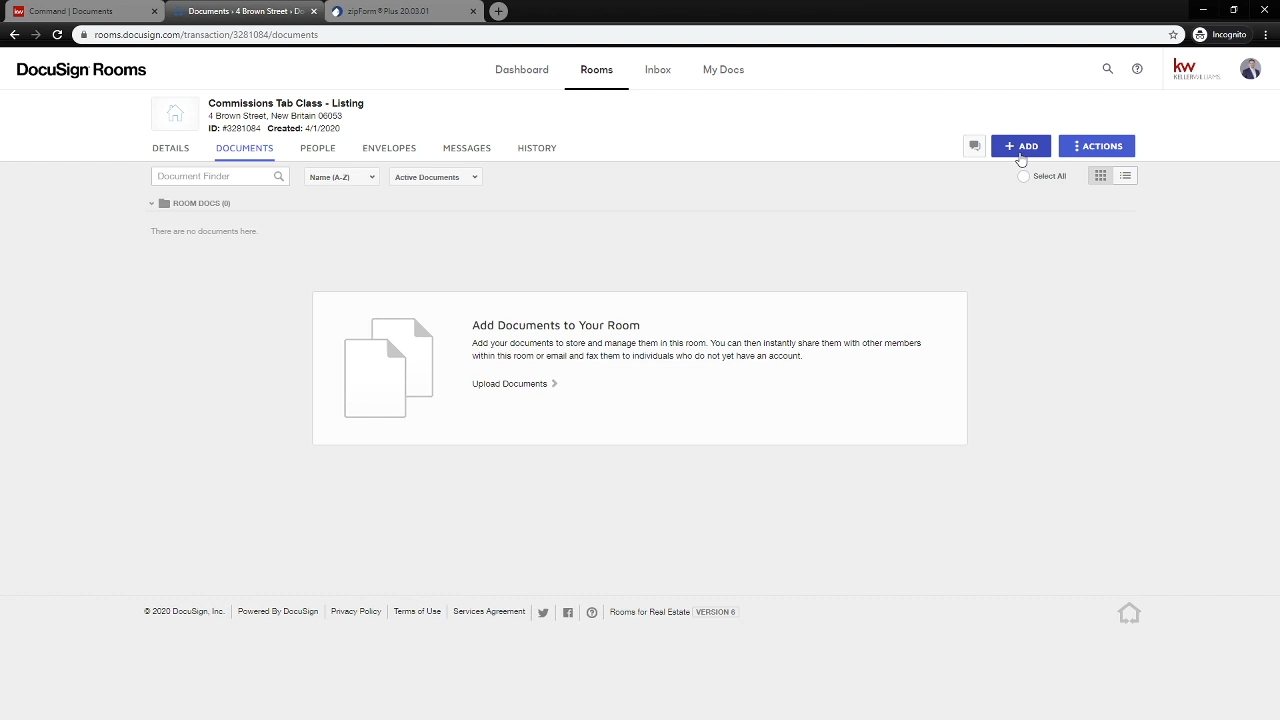 Command | Documents
Documents › 4 Brown Street › Do
zipForm® Plus 20.03.01
rooms.docusign.com/transaction/3281084/documents
Incognito
DocuSign Rooms
Dashboard
Rooms
Inbox
My Docs
kw
KELLERWILLIAMS
Commissions Tab Class - Listing
4 Brown Street, New Britain 06053
ID: #3281084 Created: 4/1/2020
DETAILS
DOCUMENTS
PEOPLE
ENVELOPES
MESSAGES
HISTORY
+ ADD
ACTIONS
Document Finder
Name (A-Z)
Active Documents
Select All
ROOM DOCS (0)
There are no documents here.
Add Documents to Your Room
Add your documents to store and manage them in this room. You can then instantly share them with other members
within this room or email and fax them to individuals who do not yet have an account.
Upload Documents
© 2020 DocuSign, Inc.
Powered By DocuSign
Privacy Policy
Terms of Use
Services Agreement
Rooms for Real Estate
VERSION 6